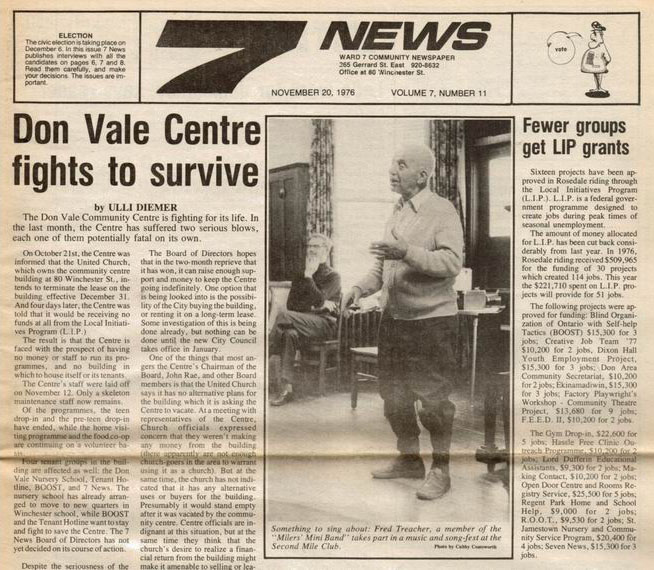 ELECTION
The civic election is taking place on
December 6. In this issue 7 News
publishes interviews with all the
candidates on pages 6, 7 and 8.
Read them carefully, and make
your decisions. The issues are im-
portant.
7 NEWS
WARD 7 COMMUNITY NEWSPAPER
265 Gerrard St. East 920-8632
Office at 80 Winchester St.
NOVEMBER 20, 1976 VOLUME 7, NUMBER 11
vote
Don Vale Centre
fights to survive
by ULLI DIEMER
The Don Vale Community Centre is fighting for its life. In
the last month, the Centre has suffered two serious blows,
each one of them potentially fatal on its own.
On October 21st, the Centre was
informed that the United Church,
which owns the community centre
building at 80 Winchester St., in-
tends to terminate the lease on the
building effective December 31.
And four days later, the Centre was
told that it would be receiving no
funds at all from the Local Initiati-
ves Program (L.I.P.)
The result is that the Centre is
faced with the prospect of having
no money or staff to run its pro-
grammes, and no building in
which to house itself or its tenants.
The Centre's staff were laid off
on November 12. Only a skeleton
maintenance staff now remains.
Of the programmes, the teen
drop-in and the pre-teen drop-in
have ended, while the home visi-
ting programme and the food co-op
are continuing on a volunteer ba-
sis.
Four tenant groups in the buil-
ding are affected as well: the Don
Vale Nursery School, Tenant Ho-
tline, BOOST, and 7 News. The
nursery school has already arran-
ged to move to new quarters in
Winchester school, while BOOST
and the Tenant Hotline want to stay
and fight to save the Centre. The 7
News Board of Directors has not
yet decided on its course of action.
Despite the seriousness of the
The Board of Directors hopes
that in the two-month reprieve that
it has won, it can raise enough sup-
port and money to keep the Centre
going indefinitely. One option that
is being looked into is the possibi-
lity of the City buying the building,
or renting it on a long-term lease.
Some investigation of this is being
done already, but nothing can be
done until the new City Council
takes office in January.
One of the things that most an-
gers the Centre's Chairman of the
Board, John Rae, and other Board
members is that the United Church
says it has no alternative plans for
the building which it is asking the
Centre to vacate. At a meeting with
representatives of the Centre,
Church officials expressed
concern that they weren't making
any money from the building
(there apparently are not enough
church-goers in the area to warrant
using it as a church). But at the
same time, the church has not indi-
cated that it has any alternative
uses or buyers for the building.
Presumably it would stand empty
after it was vacated by the commu-
nity centre. Centre officials are in-
dignant at this situation, but at the
same time they think that the
church's desire to realize a finan-
cial return from the building might
make it amenable to selling or lea-
Something to sing about: Fred Treacher, a member of the
"Milers' Mini Band" takes part in a music and song-fest at the
Second Mile Club.
Photo by Cubby Coatsworth
Fewer groups
get LIP grants
Sixteen projects have been ap-
proved in Rosedale riding through
the Local Initiatives Program
(L.I.P.). L.I.P. is a federal gover-
nment programme designed to
create jobs during peak times of
seasonal unemployment.
The amount of money allocated
for L.I.P. has been cut back consi-
derably from last year. In 1976,
Rosedale riding received $509,965
for the funding of 30 projects
which created 114 jobs. This year
the $221,710 spent on L.I.P. pro-
jects will provide for 51 jobs.
The following projects were ap-
proved for funding: Blind Organi-
zation of Ontario with Self-help
Tactics (BOOST) $15,300 for 3
jobs; Creative Job Team '77
$10,200 for 2 jobs, Dixon Hall
Youth Employment Project,
$15,300 for 3 jobs; Don Area
Community Secretariat, $10,200
for 2 jobs; Ekinamadiwin, $15,300
for 3 jobs; Factory Playwright's
Workshop - Community Theatre
Project, $13,680 for 9 jobs;
F.E.E.D. II, $10,200 for 2 jobs.
The Gym Drop-in, $22,600 for
5 jobs; Hassle Free Clinic Ou-
treach Programme, $10,200 for 2
jobs; Lord Dufferin Educational
Assistants, $9,300 for 2 jobs; Ma-
king Contact, $10,200 for 2 jobs;
Open Door Centre and Rooms Re-
gistry Service, $25,500 for 5 jobs;
Regent Park Home and School
Help, $9,000 for 2 jobs;
R.O.O.T., $9,530 for 2 jobs; St.
Jamestown Nursery and Commu-
nity Service Program, $20,400 for
4 jobs; Seven News, $15,300 for 3
jobs.